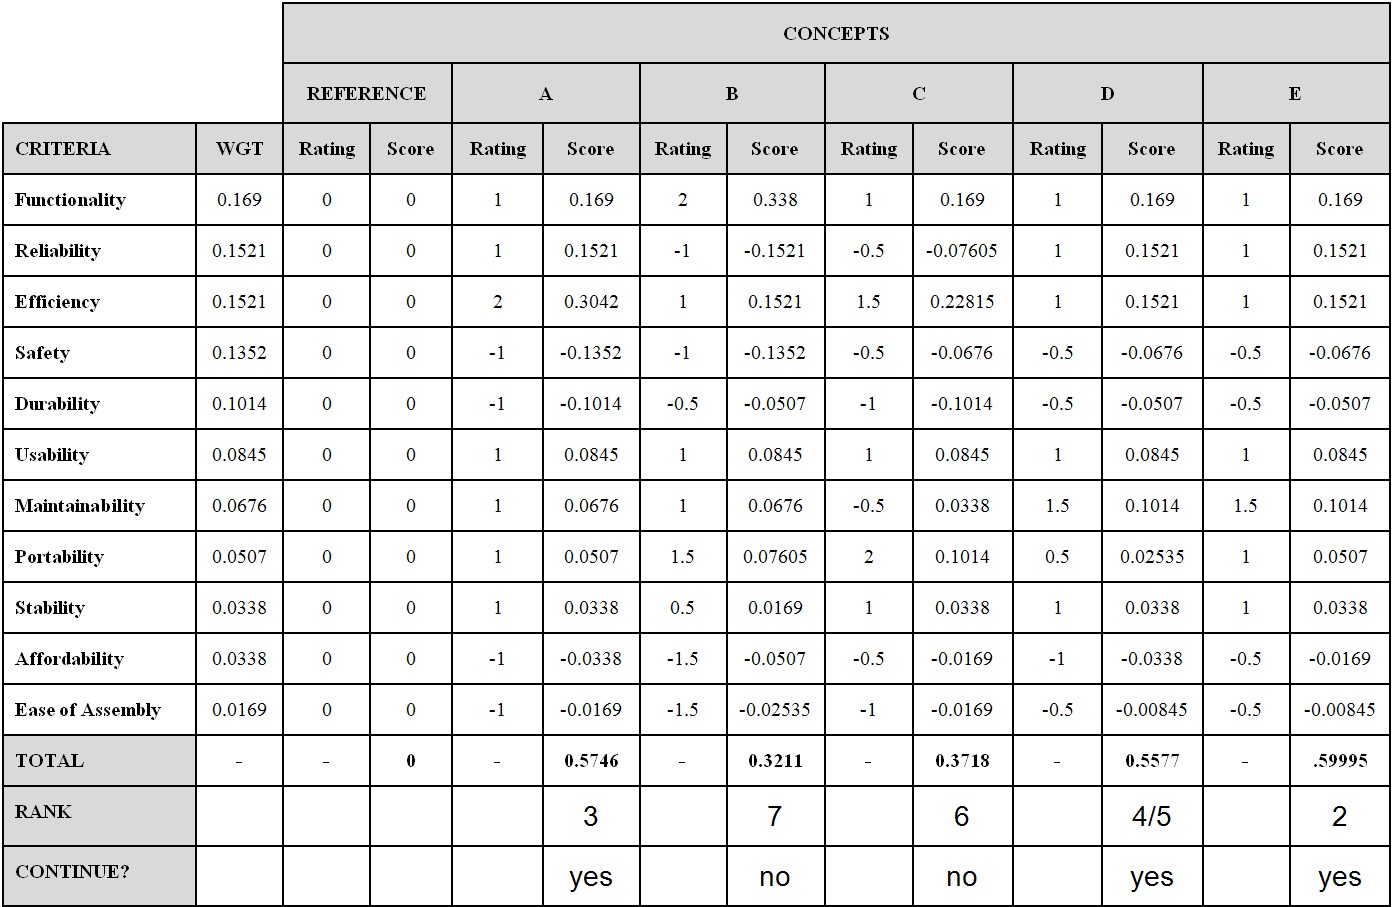 CONCEPTS
REFERENCE A B C D E
CRITERIA WGT Rating Score Rating Score Rating Score Rating Score Rating Score Rating Score
Functionality 0.169 0 0 1 0.169 2 0.338 1 0.169 1 0.169 1 0.169
Reliability 0.1521 0 0 1 0.1521 -1 -0.1521 -0.5 -0.07605 1 0.1521 1 0.1521
Efficiency 0.1521 0 0 2 0.3042 1 0.1521 1.5 0.22815 1 0.1521 1 0.1521
Safety 0.1352 0 0 -1 -0.1352 -1 -0.1352 -0.5 -0.0676 -0.5 -0.0676 -0.5 -0.0676
Durability 0.1014 0 0 -1 -0.1014 -0.5 -0.0507 -1 -0.1014 -0.5 -0.0507 -0.5 -0.0507
Usability 0.0845 0 0 1 0.0845 1 0.0845 1 0.0845 1 0.0845 1 0.0845
Maintainability 0.0676 0 0 1 0.0676 1 0.0676 -0.5 0.0338 1.5 0.1014 1.5 0.1014
Portability 0.0507 0 0 1 0.0507 1.5 0.07605 2 0.1014 0.5 0.02535 1 0.0507
Stability 0.0338 0 0 1 0.0338 0.5 0.0169 1 0.0338 1 0.0338 1 0.0338
Affordability 0.0338 0 0 -1 -0.0338 -1.5 -0.0507 -0.5 -0.0169 -1 -0.0338 -0.5 -0.0169
Ease of Assembly 0.0169 0 0 -1 -0.0169 -1.5 -0.02535 -1 -0.0169 -0.5 -0.00845 -0.5 -0.00845
TOTAL - - 0 - 0.5746 - 0.3211 - 0.3718 - 0.5577 - .59995
RANK 3 7 6 4/5 2
CONTINUE? yes no no yes yes